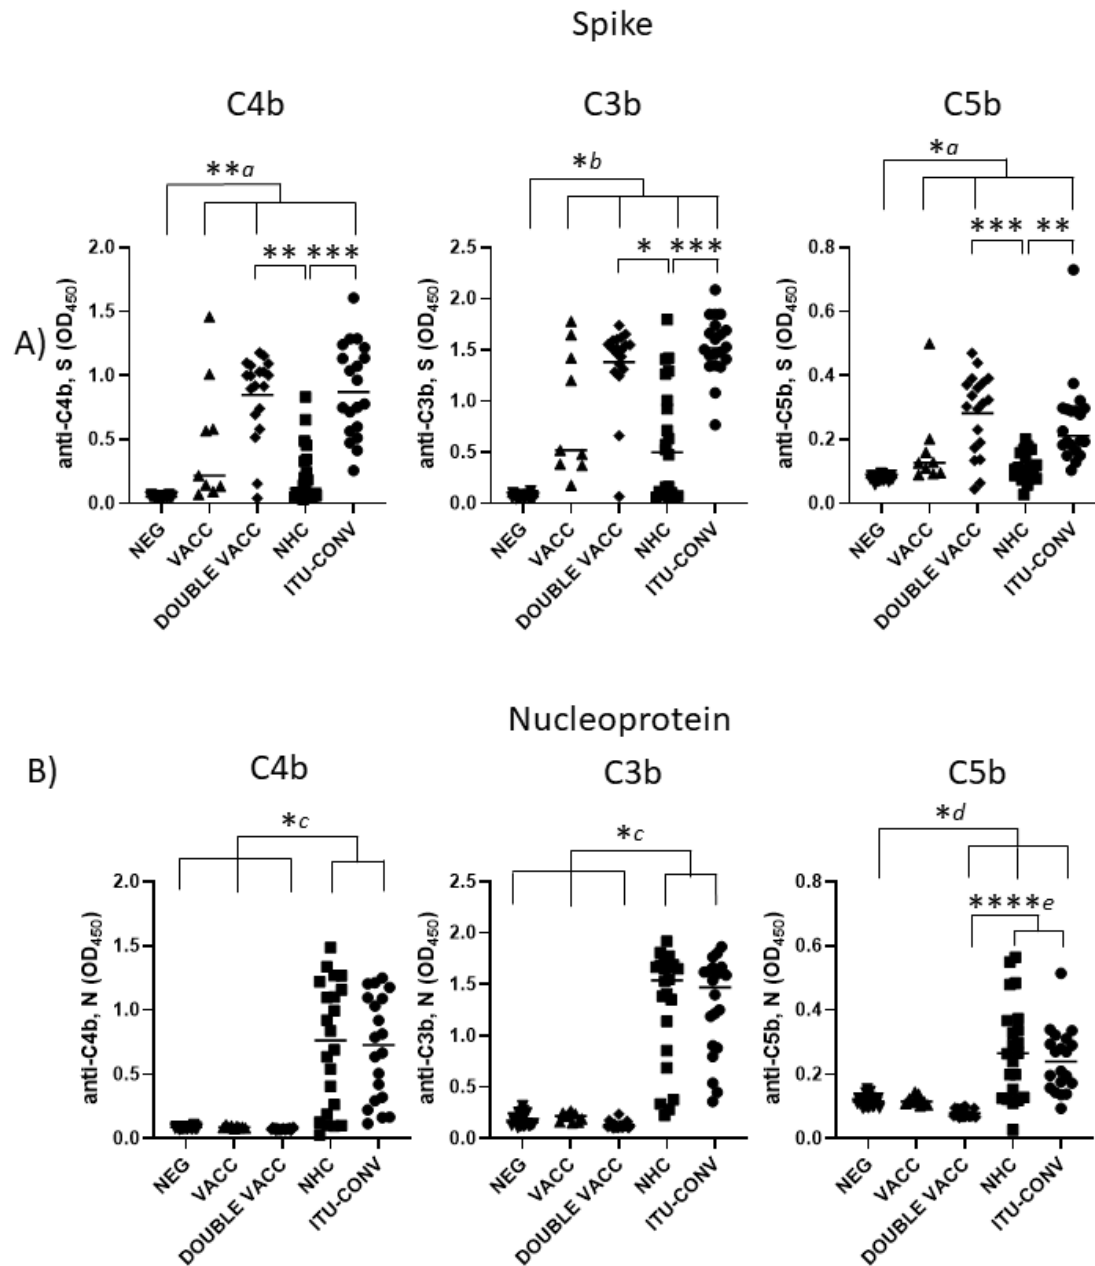 Spike
C4b
C3b
C5b
**a
*b
*a
** ***
* ***
*** **
A)
anti-C4b, S (OD450)
2.0
1.5
1.0
0.5
0.0
NEG
VACC
DOUBLE VACC
NHC
ITU-CONV
anti-C3b, S (OD450)
2.5
2.0
1.5
1.0
0.5
0.0
NEG
VACC
DOUBLE VACC
NHC
ITU-CONV
anti-C5b, S (OD450)
0.8
0.6
0.4
0.2
0.0
NEG
VACC
DOUBLE VACC
NHC
ITU-CONV
Nucleoprotein
B)
C4b
C3b
C5b
*c
*c
*d
****e
anti-C4b, N (OD450)
2.0
1.5
1.0
0.5
0.0
NEG
VACC
DOUBLE VACC
NHC
ITU-CONV
anti-C3b, N (OD450)
2.5
2.0
1.5
1.0
0.5
0.0
NEG
VACC
DOUBLE VACC
NHC
ITU-CONV
anti-C5b, N (OD450)
0.8
0.6
0.4
0.2
0.0
NEG
VACC
DOUBLE VACC
NHC
ITU-CONV